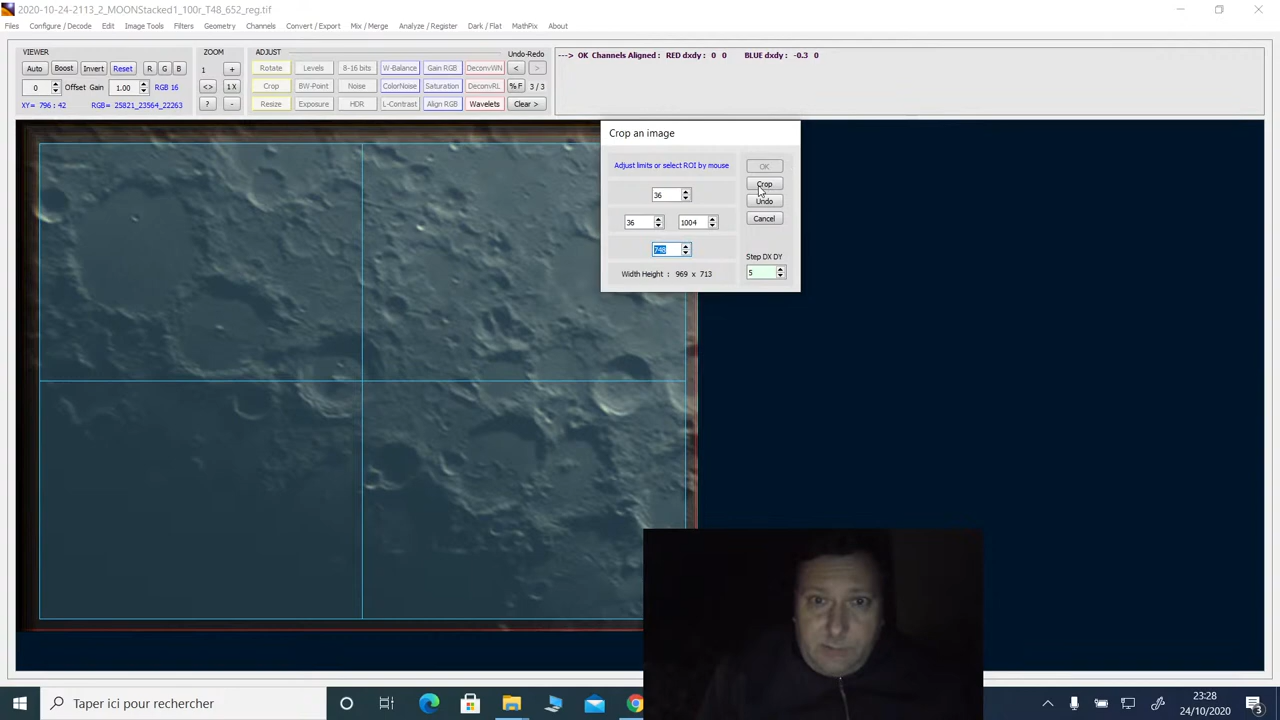 2020-10-24-2113_2_MOONStacked1_100r_T48_652_reg.tif
Files Configure / Decode Edit Image Tools Filters Geometry Channels Convert / Export Mix / Merge Analyze / Register Dark / Flat MathPix About
VIEWER ZOOM ADJUST Undo-Redo
---> OK Channels Aligned : RED dxdy : 0 0 BLUE dxdy : -0.3 0
Auto Boost Invert Reset R G B 1 + Rotate Levels 8-16 bits W-Balance Gain RGB DeconvWN < >
0 Offset Gain 1.00 RGB 16 <> 1 X Crop BW-Point Noise ColorNoise Saturation DeconvRL % F 3 / 3
XY= 796 : 42 RGB= 25821_23564_22263 ? - Resize Exposure HDR L-Contrast Align RGB Wavelets Clear >
Crop an image
Adjust limits or select ROI by mouse
OK
Crop
36
Undo
36 1004 Cancel
748
Step DX DY
Width Height : 969 x 713 5
Taper ici pour rechercher
23:28
24/10/2020
3